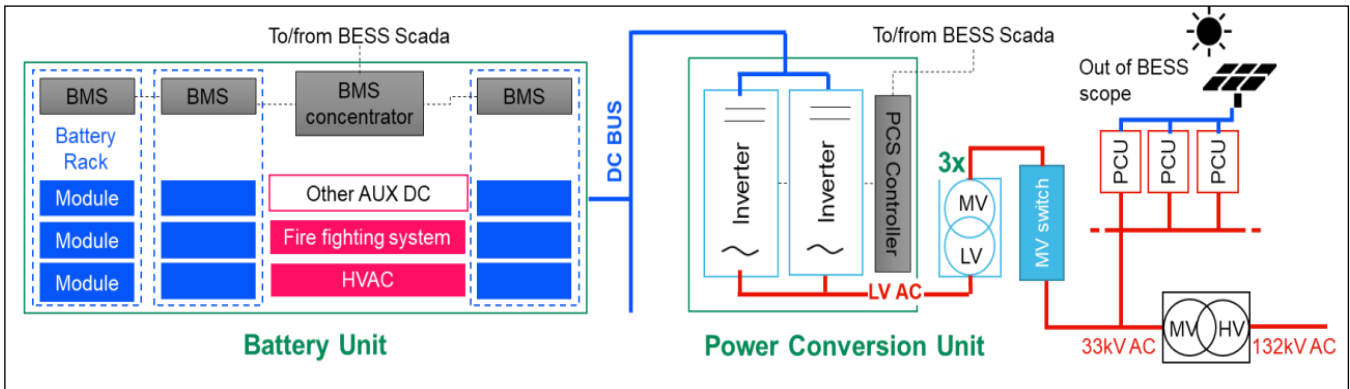 To/from BESS Scada
BMS
BMS
BMS
concentrator
BMS
Battery
Rack
Module
Module
Module
Other AUX DC
Fire fighting system
HVAC
Battery Unit
DC BUS
To/from BESS Scada
Inverter
Inverter
PCS Controller
LV AC
Power Conversion Unit
3x
MV
LV
MV switch
Out of BESS
scope
PCU
PCU
PCU
MV
HV
33kV AC
132kV AC